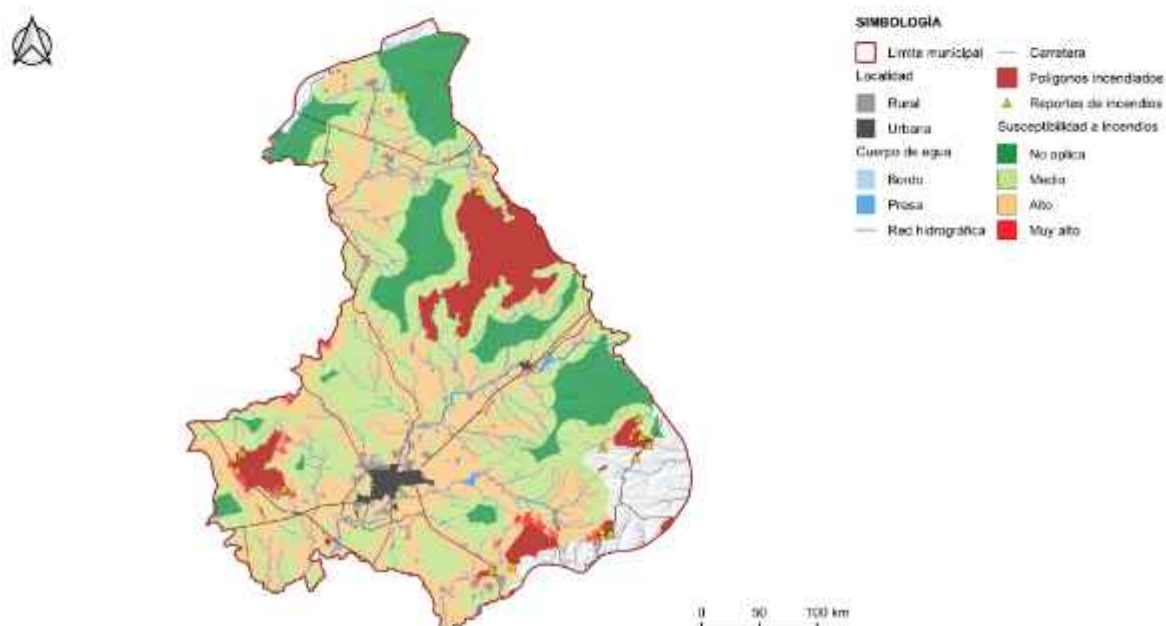 SIMBOLOGÍA
Límite municipal
Carretera
Localidad
Polígonos incendiados
Rural
Reportes de incendios
Urbana
Susceptibilidad a incendios
Cuerpo de agua
No aplica
Bordo
Medio
Presa
Alto
Red hidrográfica
Muy alto
0 50 100 km